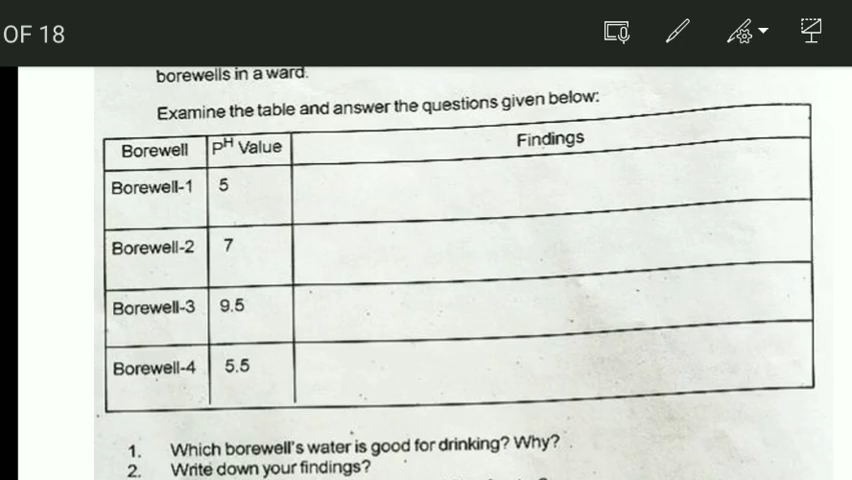 OF 18
borewells in a ward.
Examine the table and answer the questions given below:
Borewell PH Value Findings
Borewell-1 5
Borewell-2 7
Borewell-3 9.5
Borewell-4 5.5
1. Which borewell's water is good for drinking? Why?
2. Write down your findings?